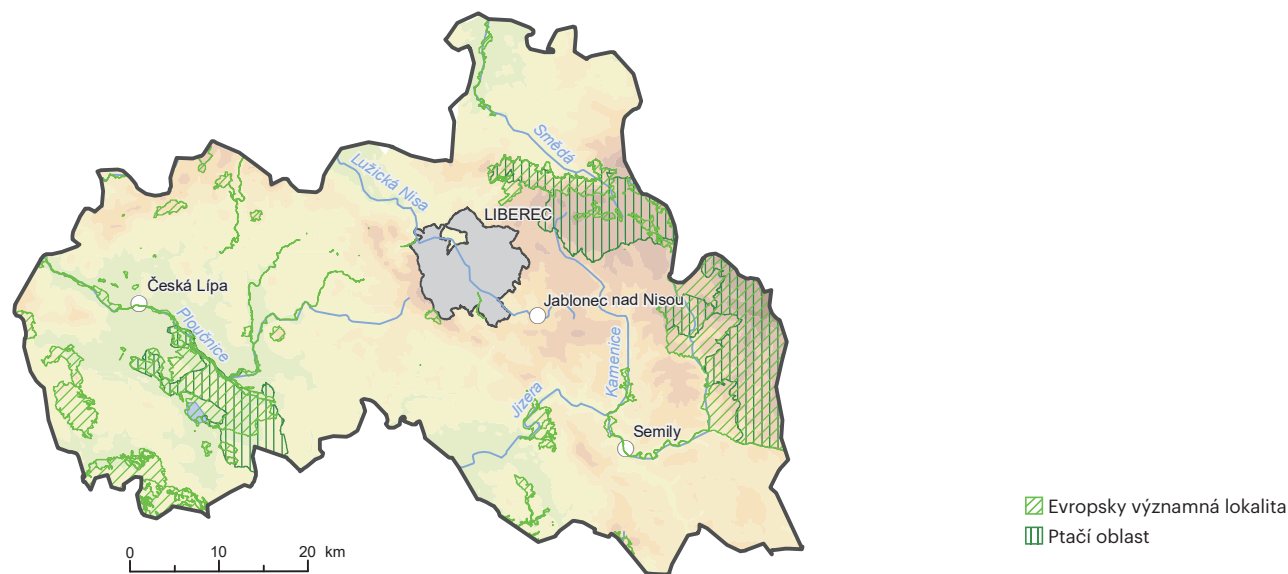 Smědá
Lužická Nisa
LIBEREC
Česká Lípa
Jablonec nad Nisou
Ploučnice
Kamenice
Jizera
Semily
Evropsky významná lokalita
Ptačí oblast
0 10 20 km